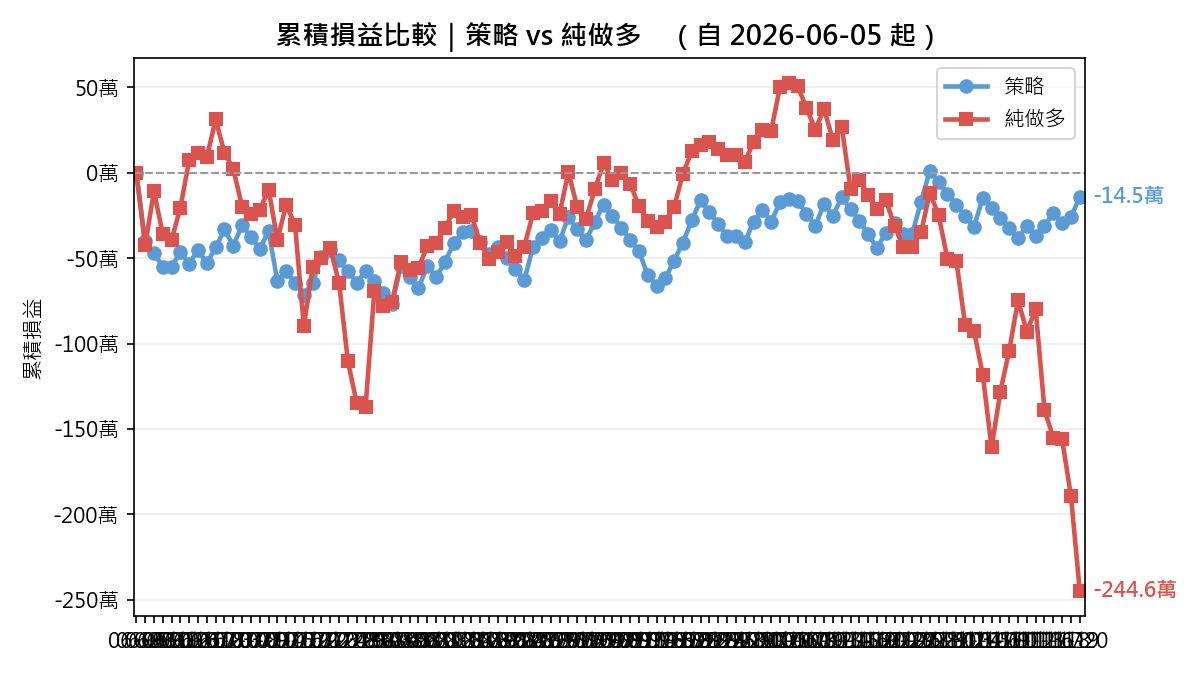 累積損益比較｜策略 vs 純做多　（自 2026-06-05 起）
策略
純做多
50萬
0萬
-50萬
-100萬
-150萬
-200萬
-250萬
累積損益
-14.5萬
-244.6萬